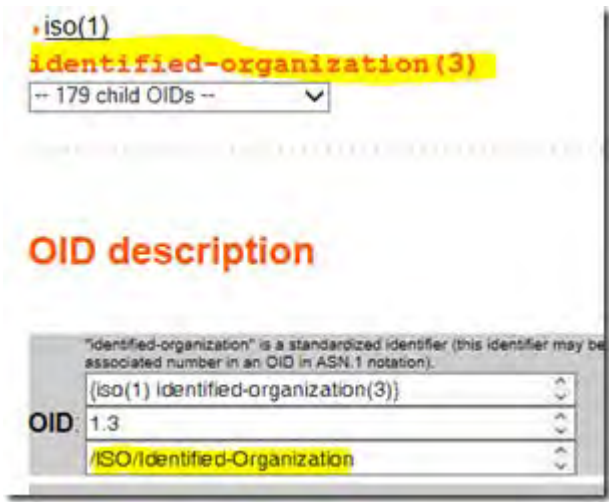 iso(1)
identified-organization(3)
-- 179 child OIDs --
OID description
"identified-organization" is a standardized identifier (this identifier may be
associated number in an OID in ASN.1 notation).
{iso(1) identified-organization(3)}
OID: 1.3
/ISO/Identified-Organization